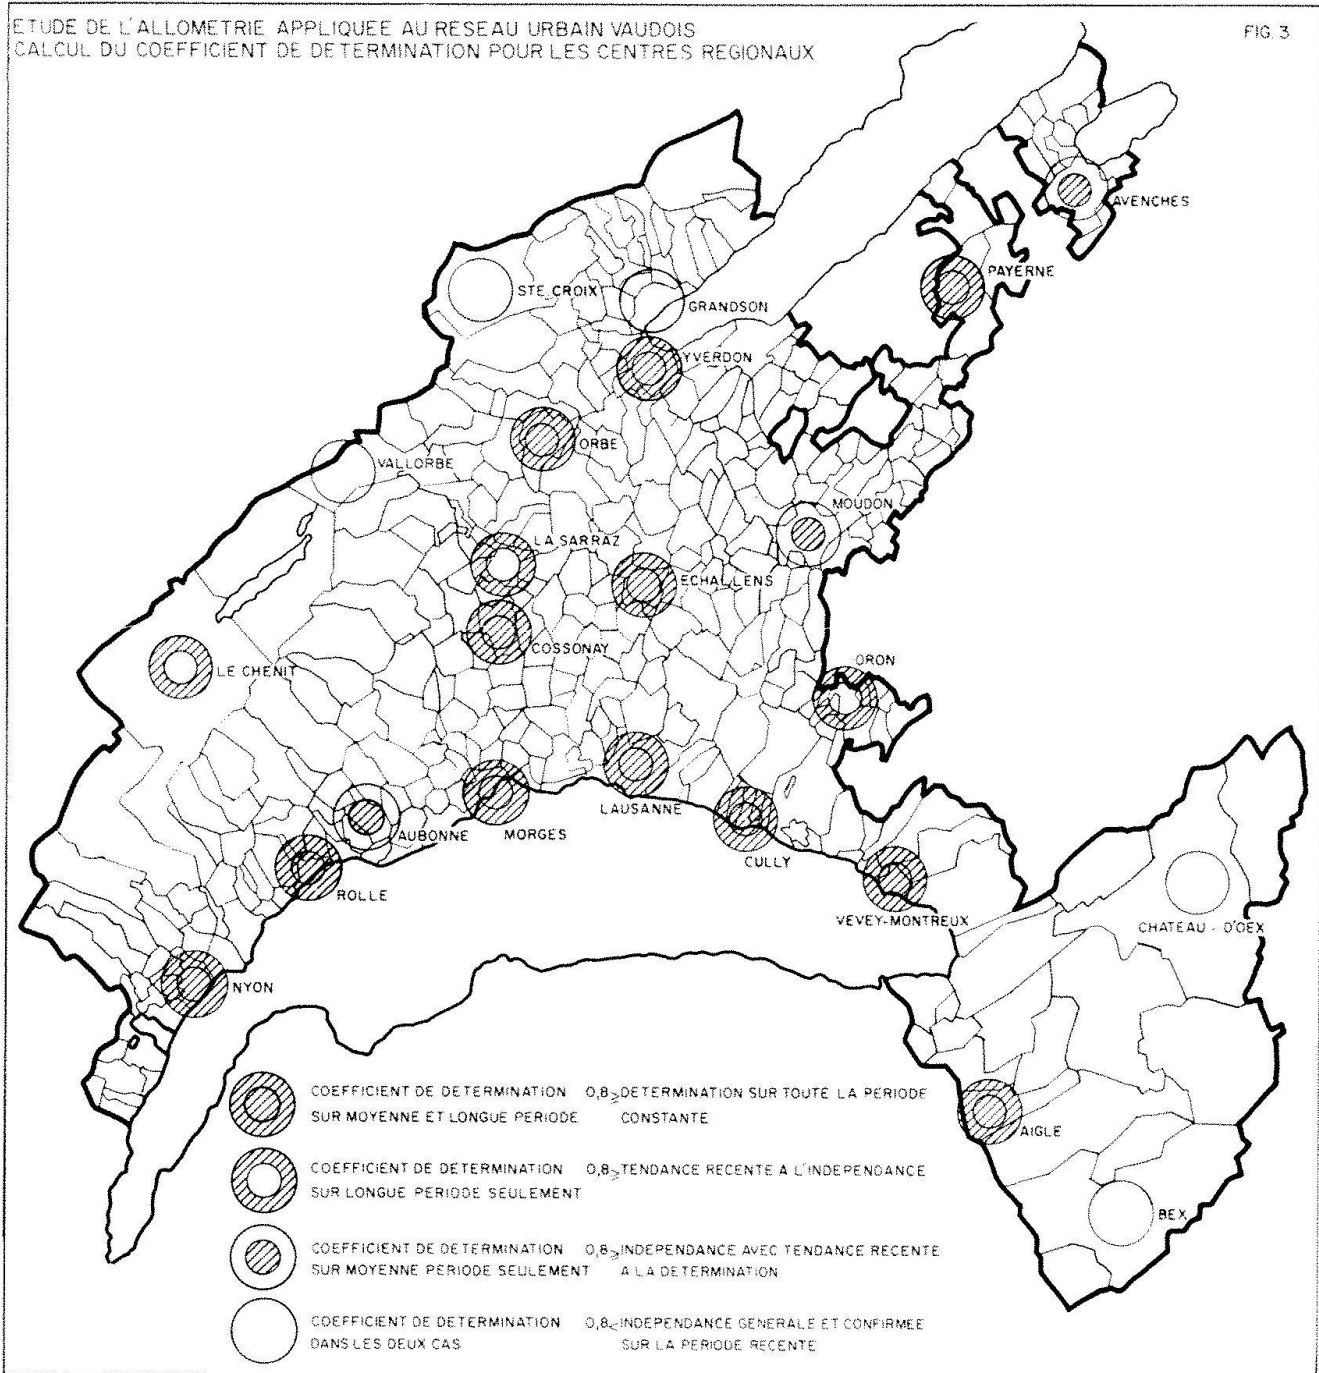 ETUDE DE L'ALLOMETRIE APPLIQUEE AU RESEAU URBAIN VAUDOIS
CALCUL DU COEFFICIENT DE DETERMINATION POUR LES CENTRES REGIONAUX
FIG. 3
AVENCHES
PAYERNE
STE CROIX
GRANDSON
YVERDON
ORBE
VALLORBE
MOUDON
LA SARRAZ
ECHALLENS
COSSONAY
LE CHENIT
ORON
LAUSANNE
AUBONNE
MORGES
CULLY
ROLLE
VEVEY-MONTREUX
CHATEAU - D'OEX
NYON
AIGLE
BEX
COEFFICIENT DE DETERMINATION 0,8≥ DETERMINATION SUR TOUTE LA PERIODE
SUR MOYENNE ET LONGUE PERIODE CONSTANTE
COEFFICIENT DE DETERMINATION 0,8≥ TENDANCE RECENTE A L'INDEPENDANCE
SUR LONGUE PERIODE SEULEMENT
COEFFICIENT DE DETERMINATION 0,8≥ INDEPENDANCE AVEC TENDANCE RECENTE
SUR MOYENNE PERIODE SEULEMENT A LA DETERMINATION
COEFFICIENT DE DETERMINATION 0,8< INDEPENDANCE GENERALE ET CONFIRMEE
DANS LES DEUX CAS SUR LA PERIODE RECENTE